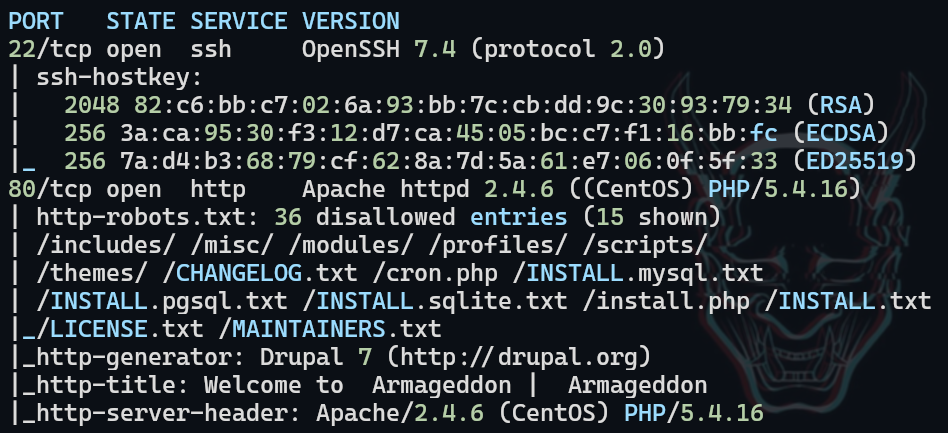 PORT   STATE SERVICE VERSION
22/tcp open  ssh     OpenSSH 7.4 (protocol 2.0)
| ssh-hostkey:
|   2048 82:c6:bb:c7:02:6a:93:bb:7c:cb:dd:9c:30:93:79:34 (RSA)
|   256 3a:ca:95:30:f3:12:d7:ca:45:05:bc:c7:f1:16:bb:fc (ECDSA)
|_  256 7a:d4:b3:68:79:cf:62:8a:7d:5a:61:e7:06:0f:5f:33 (ED25519)
80/tcp open  http    Apache httpd 2.4.6 ((CentOS) PHP/5.4.16)
| http-robots.txt: 36 disallowed entries (15 shown)
| /includes/ /misc/ /modules/ /profiles/ /scripts/
| /themes/ /CHANGELOG.txt /cron.php /INSTALL.mysql.txt
| /INSTALL.pgsql.txt /INSTALL.sqlite.txt /install.php /INSTALL.txt
|_/LICENSE.txt /MAINTAINERS.txt
|_http-generator: Drupal 7 (http://drupal.org)
|_http-title: Welcome to  Armageddon |  Armageddon
|_http-server-header: Apache/2.4.6 (CentOS) PHP/5.4.16